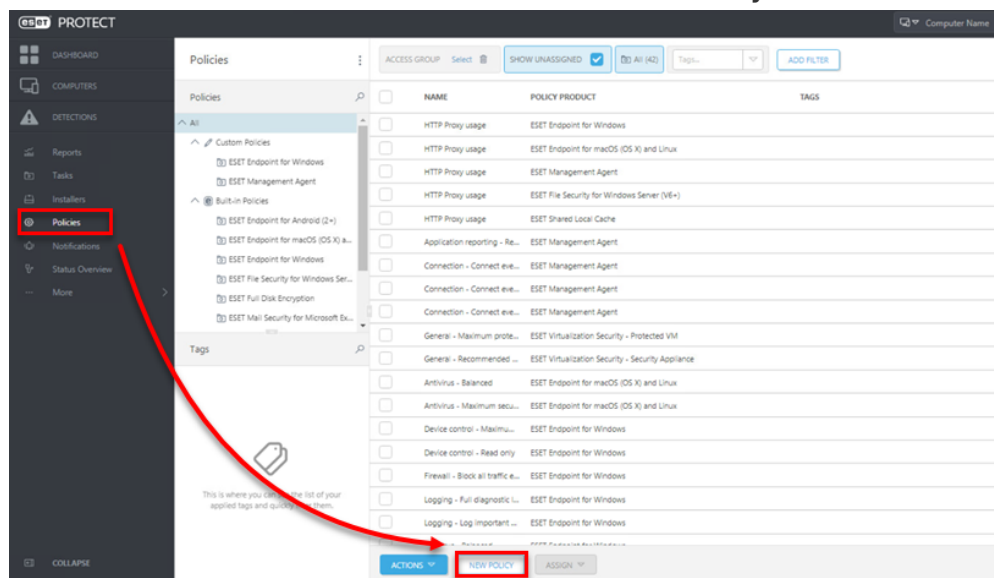 eset PROTECT
Computer Name
DASHBOARD
COMPUTERS
DETECTIONS
Reports
Tasks
Installers
Policies
Notifications
Status Overview
More
COLLAPSE
Policies
Policies
All
Custom Policies
ESET Endpoint for Windows
ESET Management Agent
Built-in Policies
ESET Endpoint for Android (2+)
ESET Endpoint for macOS (OS X) a...
ESET Endpoint for Windows
ESET File Security for Windows Ser...
ESET Full Disk Encryption
ESET Mail Security for Microsoft Ex...
Tags
This is where you can see the list of your
applied tags and quickly them.
ACCESS GROUP Select SHOW UNASSIGNED All (42) Tags... ADD FILTER
NAME POLICY PRODUCT TAGS
HTTP Proxy usage ESET Endpoint for Windows
HTTP Proxy usage ESET Endpoint for macOS (OS X) and Linux
HTTP Proxy usage ESET Management Agent
HTTP Proxy usage ESET File Security for Windows Server (V6+)
HTTP Proxy usage ESET Shared Local Cache
Application reporting - Re... ESET Management Agent
Connection - Connect eve... ESET Management Agent
Connection - Connect eve... ESET Management Agent
Connection - Connect eve... ESET Management Agent
General - Maximum prote... ESET Virtualization Security - Protected VM
General - Recommended ... ESET Virtualization Security - Security Appliance
Antivirus - Balanced ESET Endpoint for macOS (OS X) and Linux
Antivirus - Maximum secu... ESET Endpoint for macOS (OS X) and Linux
Device control - Maximu... ESET Endpoint for Windows
Device control - Read only ESET Endpoint for Windows
Firewall - Block all traffic e... ESET Endpoint for Windows
Logging - Full diagnostic l... ESET Endpoint for Windows
Logging - Log important ... ESET Endpoint for Windows
ACTIONS NEW POLICY ASSIGN